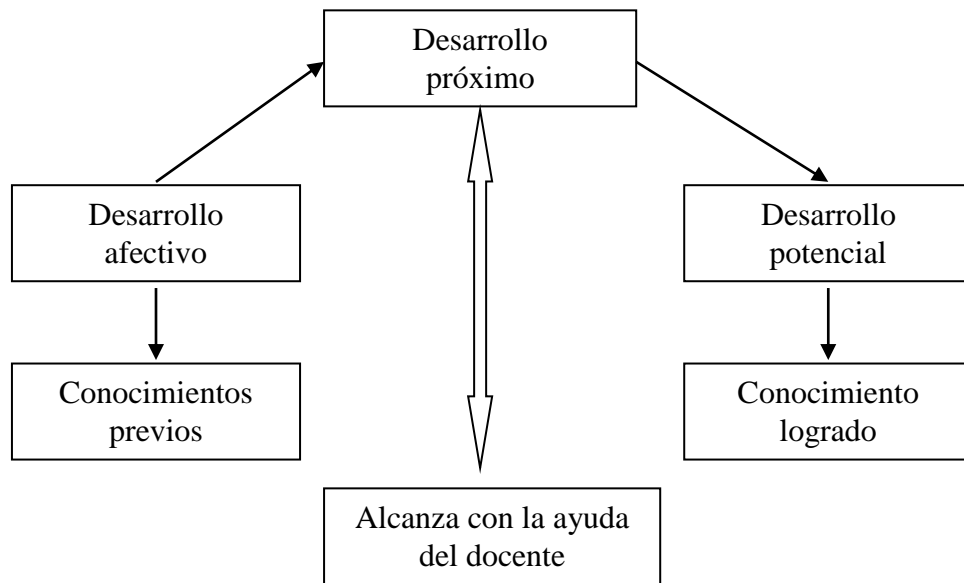 Desarrollo
próximo
Desarrollo
afectivo
Desarrollo
potencial
Conocimientos
previos
Conocimiento
logrado
Alcanza con la ayuda
del docente